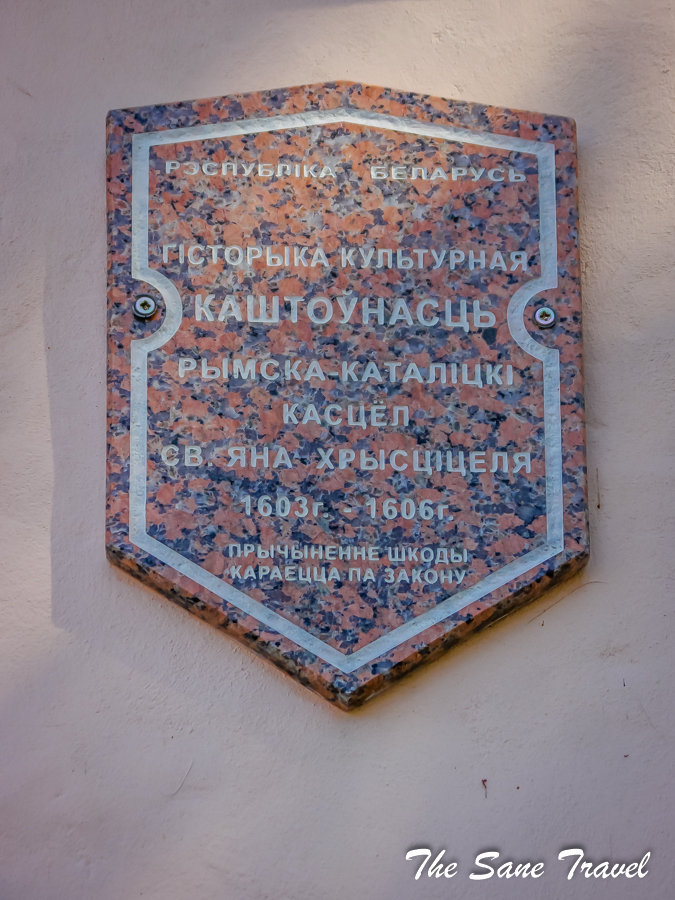 РЭСПУБЛІКА БЕЛАРУСЬ
ГІСТОРЫКА КУЛЬТУРНАЯ
КАШТОЎНАСЦЬ
РЫМСКА-КАТАЛІЦКІ
КАСЦЁЛ
СВ. ЯНА ХРЫСЦІЦЕЛЯ
1603г. - 1606г.
ПРЫЧЫНЕННЕ ШКОДЫ
КАРАЕЦЦА ПА ЗАКОНУ
The Sane Travel